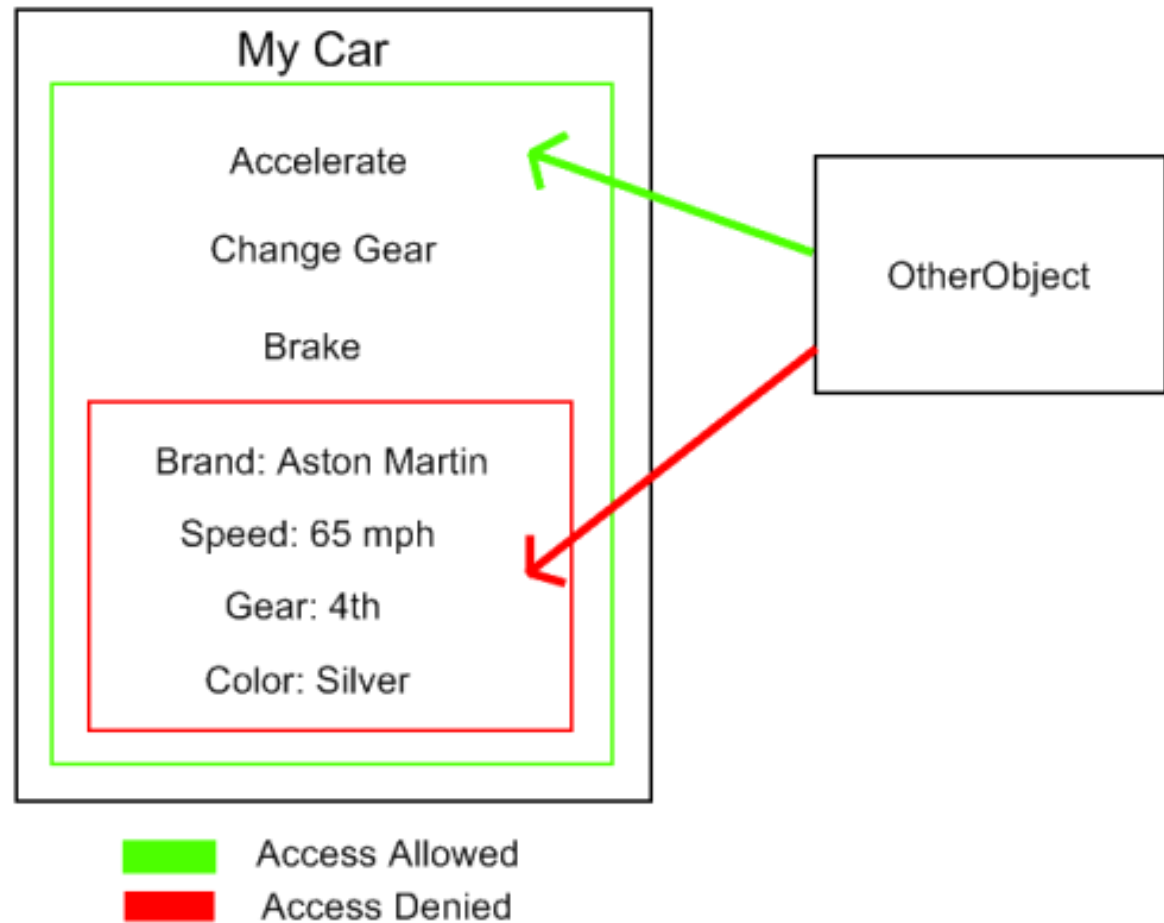 My Car
Accelerate
Change Gear
Brake
OtherObject
Brand: Aston Martin
Speed: 65 mph
Gear: 4th
Color: Silver
Access Allowed
Access Denied